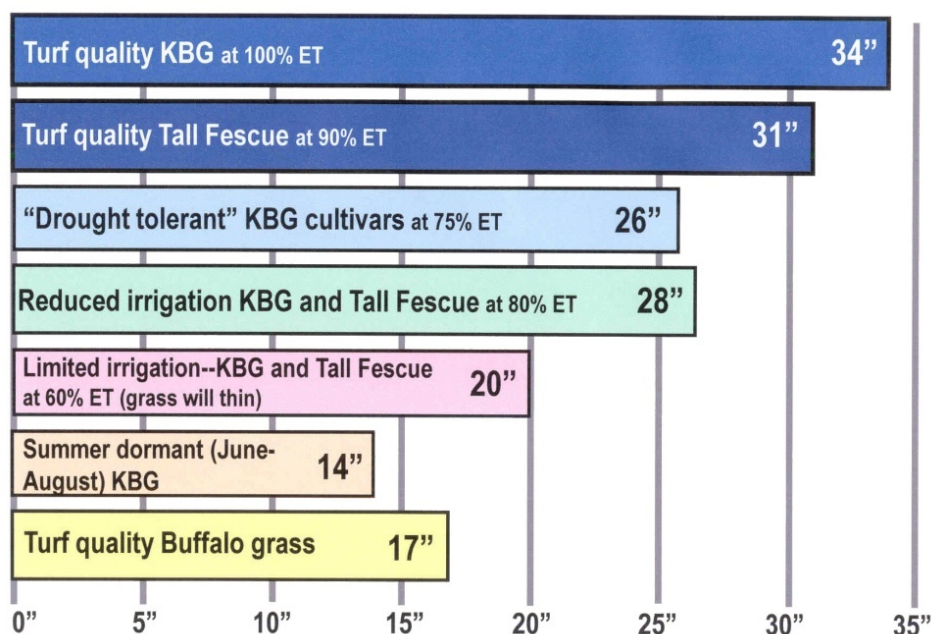 Turf quality KBG at 100% ET 34”
Turf quality Tall Fescue at 90% ET 31”
“Drought tolerant” KBG cultivars at 75% ET 26”
Reduced irrigation KBG and Tall Fescue at 80% ET 28”
Limited irrigation--KBG and Tall Fescue
at 60% ET (grass will thin) 20”
Summer dormant (June-
August) KBG 14”
Turf quality Buffalo grass 17”
0” 5” 10” 15” 20” 25” 30” 35”